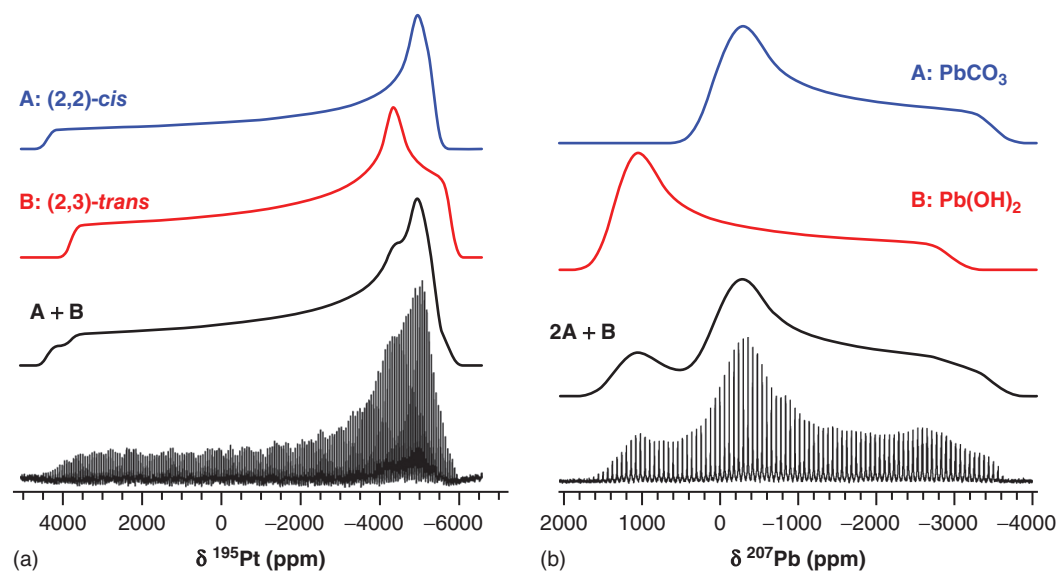 A: (2,2)-cis
B: (2,3)-trans
A + B
4000 2000 0 −2000 −4000 −6000
(a)
δ ¹⁹⁵Pt (ppm)
A: PbCO₃
B: Pb(OH)₂
2A + B
2000 1000 0 −1000 −2000 −3000 −4000
(b)
δ ²⁰⁷Pb (ppm)